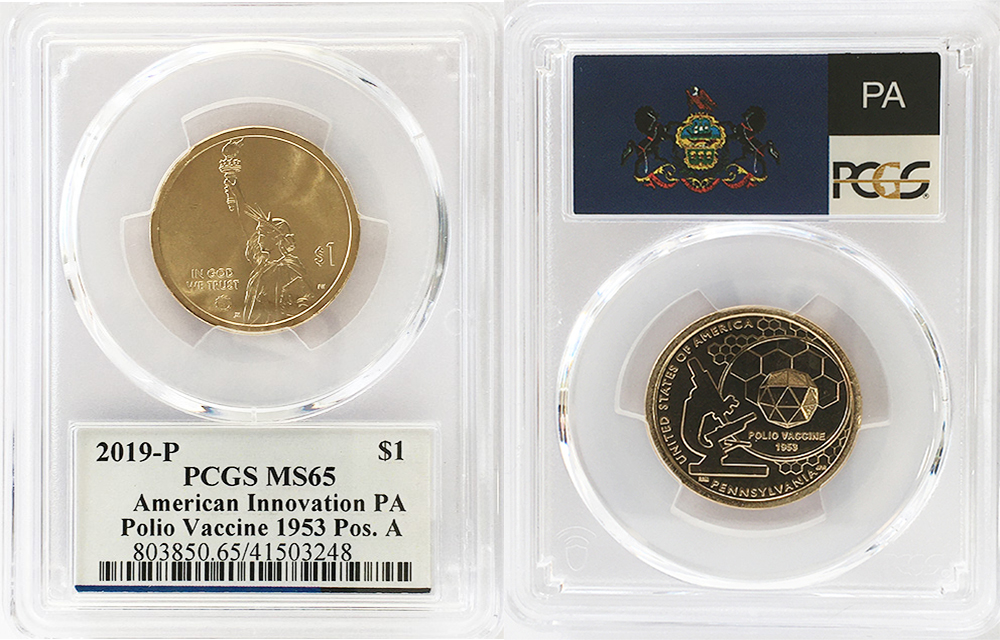 $1
IN GOD
WE TRUST
2019-P $1
PCGS MS65
American Innovation PA
Polio Vaccine 1953 Pos. A
803850.65/41503248
PA
PCGS
UNITED STATES OF AMERICA
POLIO VACCINE
1953
PENNSYLVANIA